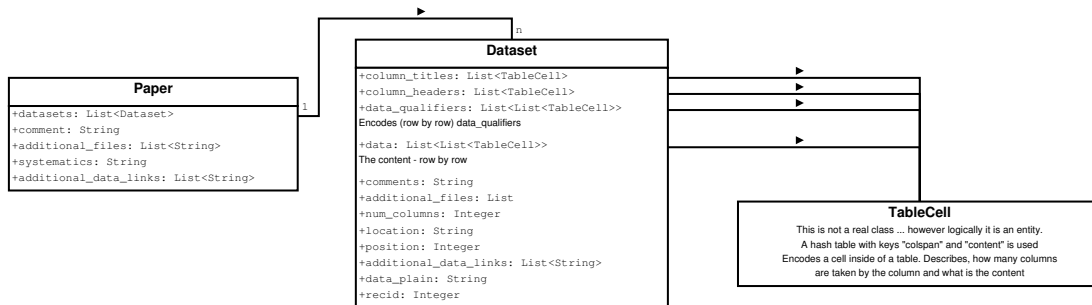 Paper
+datasets: List<Dataset>
+comment: String
+additional_files: List<String>
+systematics: String
+additional_data_links: List<String>
1
n
Dataset
+column_titles: List<TableCell>
+column_headers: List<TableCell>
+data_qualifiers: List<List<TableCell>>
Encodes (row by row) data_qualifiers
+data: List<List<TableCell>>
The content - row by row
+comments: String
+additional_files: List
+num_columns: Integer
+location: String
+position: Integer
+additional_data_links: List<String>
+data_plain: String
+recid: Integer
TableCell
This is not a real class ... however logically it is an entity.
A hash table with keys "colspan" and "content" is used
Encodes a cell inside of a table. Describes, how many columns
are taken by the column and what is the content